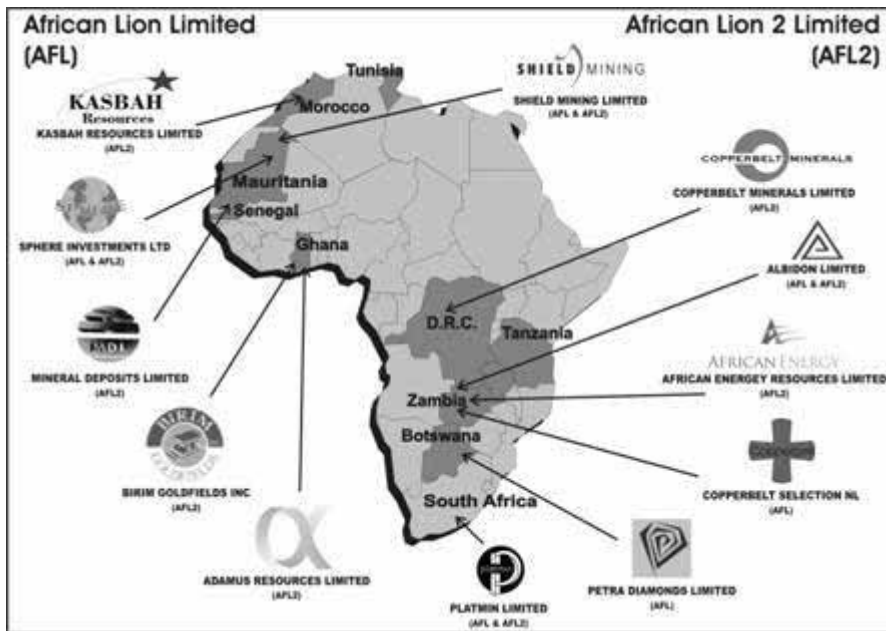 African Lion Limited
(AFL)
African Lion 2 Limited
(AFL2)
KASBAH
Resources
KASBAH RESOURCES LIMITED
(AFL2)
Tunisia
Morocco
SHIELD MINING
SHIELD MINING LIMITED
(AFL & AFL2)
COPPERBELT MINERALS
COPPERBELT MINERALS LIMITED
(AFL2)
Mauritania
Senegal
SPHERE INVESTMENTS LTD
(AFL & AFL2)
Ghana
ALBIDON LIMITED
(AFL & AFL2)
D.R.C.
Tanzania
MDL
MINERAL DEPOSITS LIMITED
(AFL2)
AFRICAN ENERGY
AFRICAN ENERGEY RESOURCES LIMITED
(AFL2)
Zambia
Botswana
BIRIM
GOLDFIELDS
BIRIM GOLDFIELDS INC
(AFL2)
COPPERBELT SELECTION NL
(AFL)
South Africa
ADAMUS RESOURCES LIMITED
(AFL2)
platmin
PLATMIN LIMITED
(AFL & AFL2)
PETRA DIAMONDS LIMITED
(AFL)